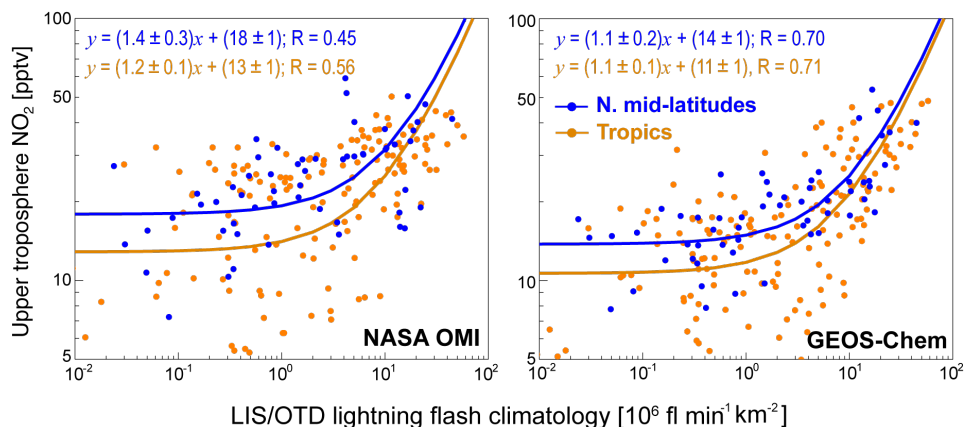 y = (1.4 ± 0.3)x + (18 ± 1); R = 0.45
y = (1.2 ± 0.1)x + (13 ± 1); R = 0.56
100
50
10
5
Upper troposphere NO₂ [pptv]
NASA OMI
10⁻² 10⁻¹ 10⁰ 10¹ 10²
y = (1.1 ± 0.2)x + (14 ± 1); R = 0.70
y = (1.1 ± 0.1)x + (11 ± 1), R = 0.71
N. mid-latitudes
Tropics
100
50
10
5
GEOS-Chem
10⁻² 10⁻¹ 10⁰ 10¹ 10²
LIS/OTD lightning flash climatology [10⁶ fl min⁻¹ km⁻²]